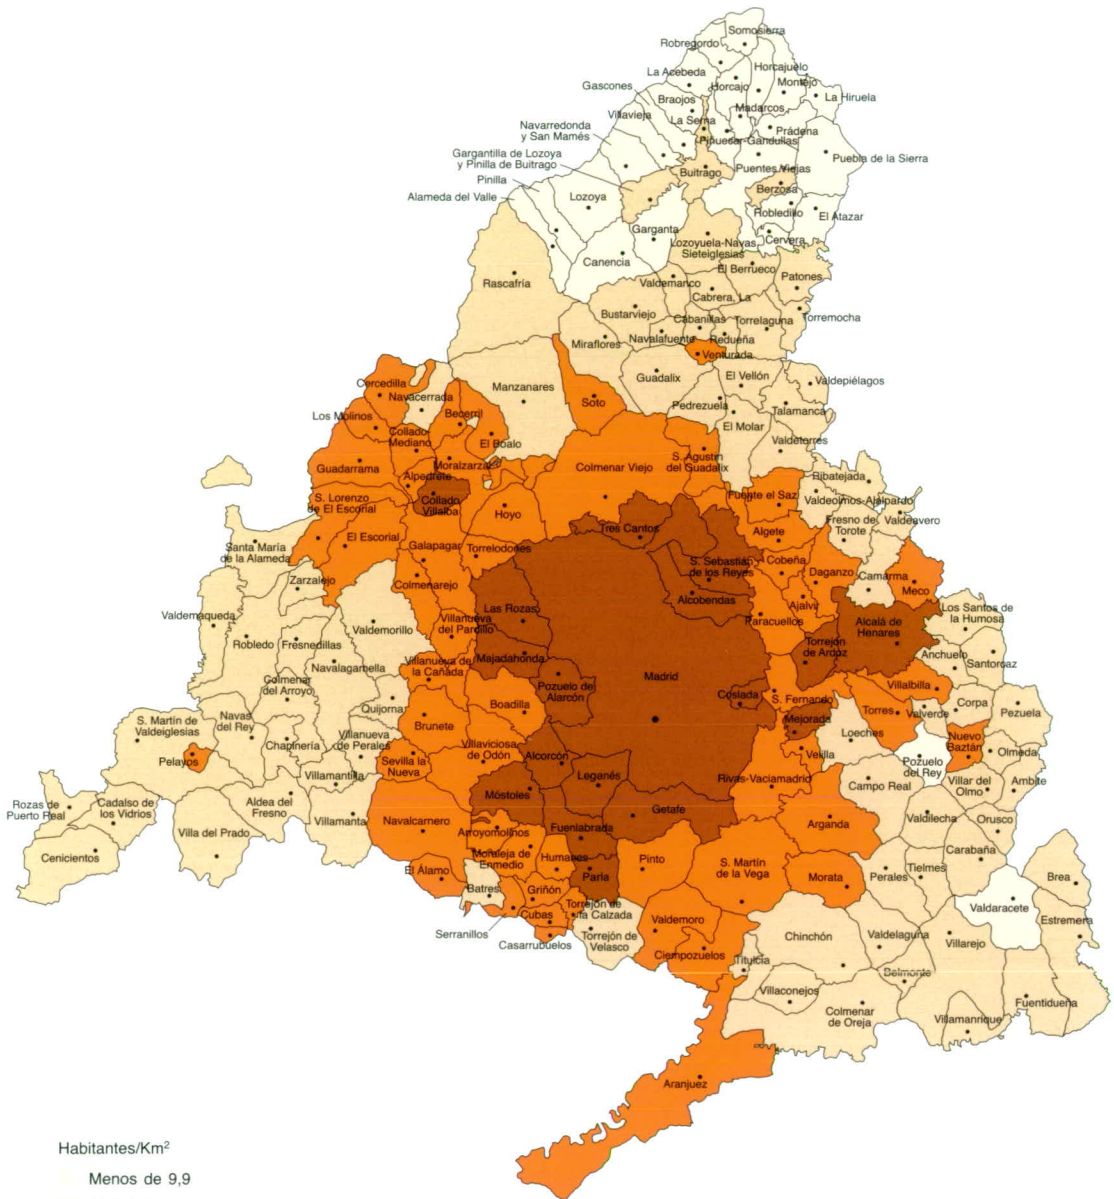 Somosierra
Robregordo
Horcajuelo
La Acebeda
Montejo
Horcajo
Gascones
La Hiruela
Braojos
Madarcos
Villavieja
La Serna
Prádena
Navarredonda
y San Mamés
Piñuecar-Gandullas
Gargantilla de Lozoya
y Pinilla de Buitrago
Puebla de la Sierra
Puentes Viejas
Buitrago
Pinilla
Berzosa
Alameda del Valle
Lozoya
Robledillo
El Atazar
Garganta
Cervera
Lozoyuela-Navas
Sieteiglesias
Canencia
El Berrueco
Rascafría
Valdemanco
Patones
Cabrera, La
Bustarviejo
Torremocha
Cabanillas
Torrelaguna
Navalafuente
Redueña
Miraflores
Venturada
Guadalix
El Vellón
Valdepiélagos
Cercedilla
Manzanares
Navacerrada
Soto
Pedrezuela
Talamanca
Los Molinos
Becerril
El Molar
Collado-
Mediano
El Boalo
Valdetorres
Guadarrama
Moralzarzal
Colmenar Viejo
S. Agustín
del Guadalix
Alpedrete
Ribatejada
S. Lorenzo
de El Escorial
Collado
Villalba
Fuente el Saz
Valdeolmos-Alalpardo
Hoyo
Valdeavero
Tres Cantos
Fresno de
Torote
Algete
El Escorial
Galapagar
Torrelodones
Santa María
de la Alameda
S. Sebastián
de los Reyes
Cobeña
Daganzo
Camarma
Zarzalejo
Colmenarejo
Meco
Alcobendas
Ajalvir
Las Rozas
Los Santos de
la Humosa
Valdemaqueda
Villanueva
del Pardillo
Paracuellos
Alcalá de
Henares
Valdemorillo
Robledo
Fresnedillas
Torrejón
de Ardoz
Anchuelo
Santorcaz
Majadahonda
Navalagamella
Villanueva de
la Cañada
Madrid
Colmenar
del Arroyo
Pozuelo de
Alarcón
Villalbilla
Coslada
S. Fernando
Quijorna
Boadilla
Torres
Valverde
Corpa
Pezuela
S. Martín de
Valdeiglesias
Navas
del Rey
Mejorada
Brunete
Loeches
Villanueva
de Perales
Nuevo
Baztán
Chapinería
Villaviciosa
de Odón
Velilla
Olmeda
Pelayos
Alcorcón
Pozuelo
del Rey
Sevilla la
Nueva
Leganés
Rivas-Vaciamadrid
Villamantilla
Campo Real
Villar del
Olmo
Ambite
Móstoles
Rozas de
Puerto Real
Cadalso de
los Vidrios
Aldea del
Fresno
Getafe
Valdilecha
Orusco
Villamanta
Navalcarnero
Arganda
Fuenlabrada
Villa del Prado
Arroyomolinos
Carabaña
Cenicientos
Moraleja de
Enmedio
Humanes
Pinto
S. Martín
de la Vega
Tielmes
Perales
El Álamo
Parla
Morata
Brea
Batres
Griñón
Valdaracete
Torrejón de
la Calzada
Cubas
Valdemoro
Estremera
Serranillos
Chinchón
Valdelaguna
Torrejón de
Velasco
Villarejo
Casarrubuelos
Ciempozuelos
Titulcia
Belmonte
Villaconejos
Fuentidueña
Colmenar
de Oreja
Villamanrique
Aranjuez
Habitantes/Km²
Menos de 9,9